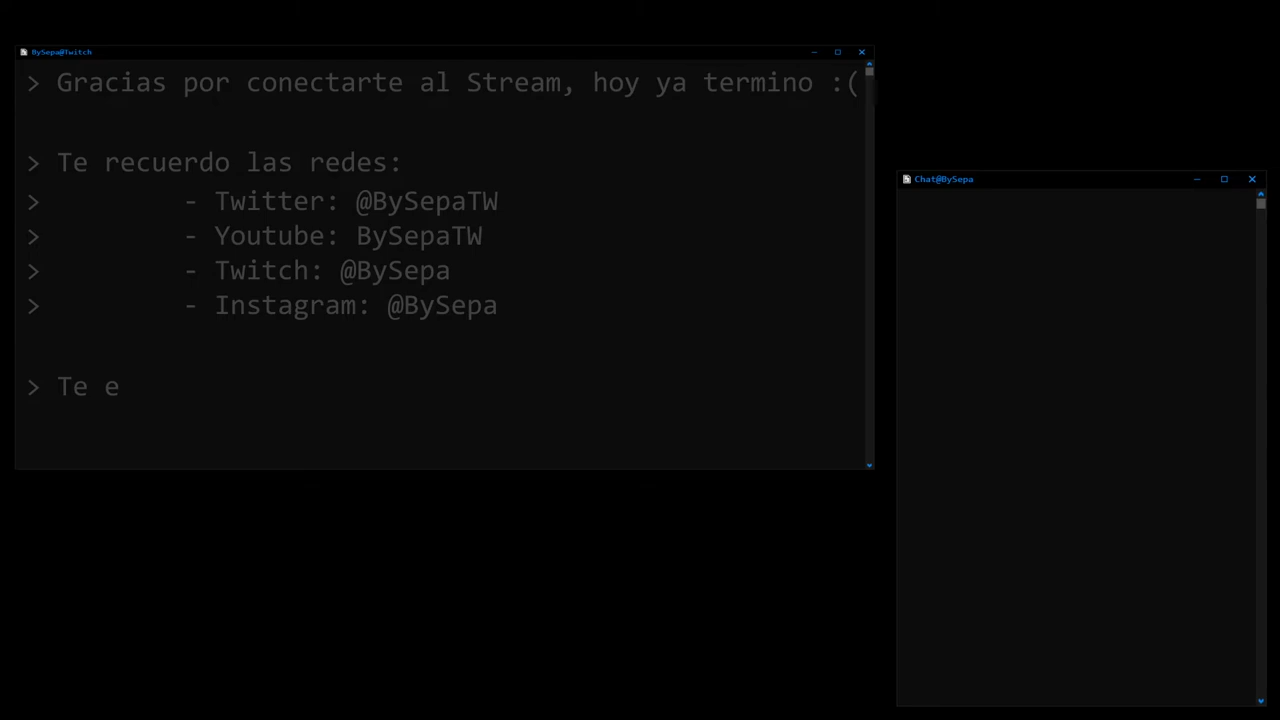 BySepa@Twitch
> Gracias por conectarte al Stream, hoy ya termino :(
> Te recuerdo las redes:
> - Twitter: @BySepaTW
> - Youtube: BySepaTW
> - Twitch: @BySepa
> - Instagram: @BySepa
> Te e
Chat@BySepa